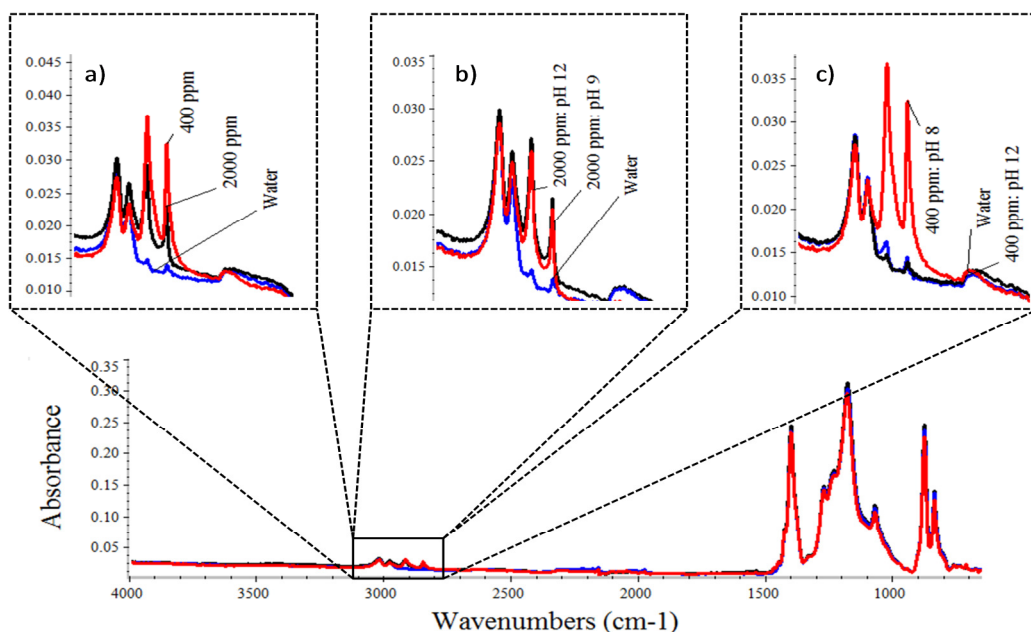 a)
0.045
0.040
0.035
0.030
0.025
0.020
0.015
0.010
400 ppm
2000 ppm
Water
b)
0.030
0.025
0.020
0.015
2000 ppm: pH 12
2000 ppm: pH 9
Water
c)
0.035
0.030
0.025
0.020
0.015
0.010
400 ppm: pH 8
Water
400 ppm: pH 12
Absorbance
0.35
0.30
0.25
0.20
0.15
0.10
0.05
4000 3500 3000 2500 2000 1500 1000
Wavenumbers (cm-1)